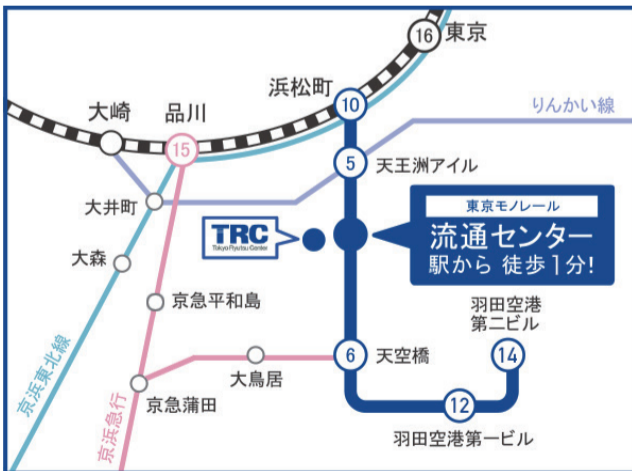 16
東京
浜松町
10
大崎
品川
15
りんかい線
5
天王洲アイル
大井町
東京モノレール
流通センター
駅から 徒歩1分!
TRC
Tokyo Ryutsu Center
大森
京急平和島
羽田空港
第二ビル
14
6
天空橋
大鳥居
京急蒲田
京浜東北線
京浜急行
12
羽田空港第一ビル